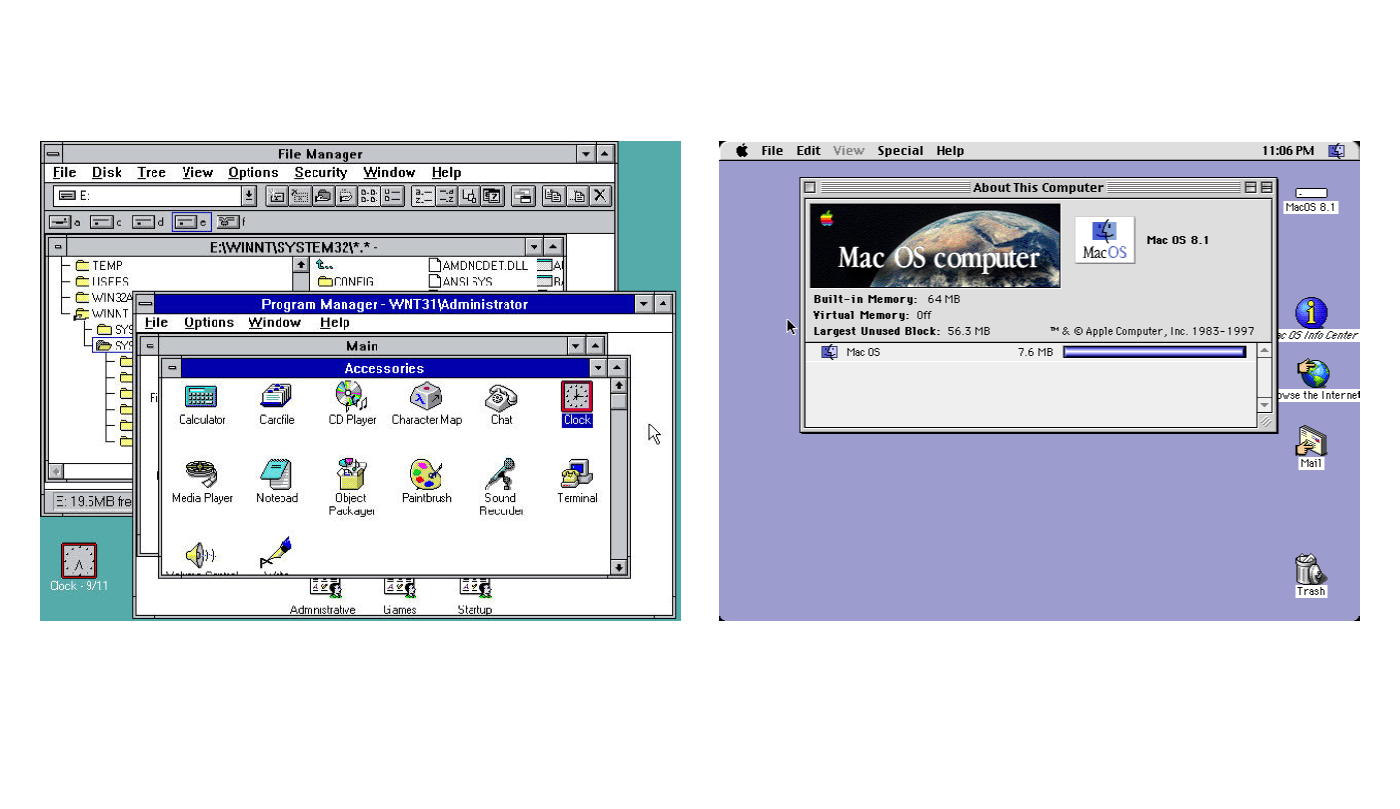 File Manager
File Disk Tree View Options Security Window Help
E:
a c d e f
E:\WINNT\SYSTEM32\*.* -
TEMP
USERS
WINNT
CONFIG
AMDNCDET.DLL
ANSI.SYS
E: 19.5MB fre
Program Manager - WNT31\Administrator
File Options Window Help
Main
Accessories
Calculator Cardfile CD Player Character Map Chat Clock
Media Player Notepad Object Packager Paintbrush Sound Recorder Terminal
Administrative Games Startup
Clock - 9/11
File Edit View Special Help 11:06 PM
About This Computer
Mac OS computer
MacOS
Mac OS 8.1
Built-in Memory: 64 MB
Virtual Memory: Off
Largest Unused Block: 56.3 MB ™ & © Apple Computer, Inc. 1983-1997
Mac OS 7.6 MB
MacOS 8.1
ac OS Info Center
owse the Internet
Mail
Trash